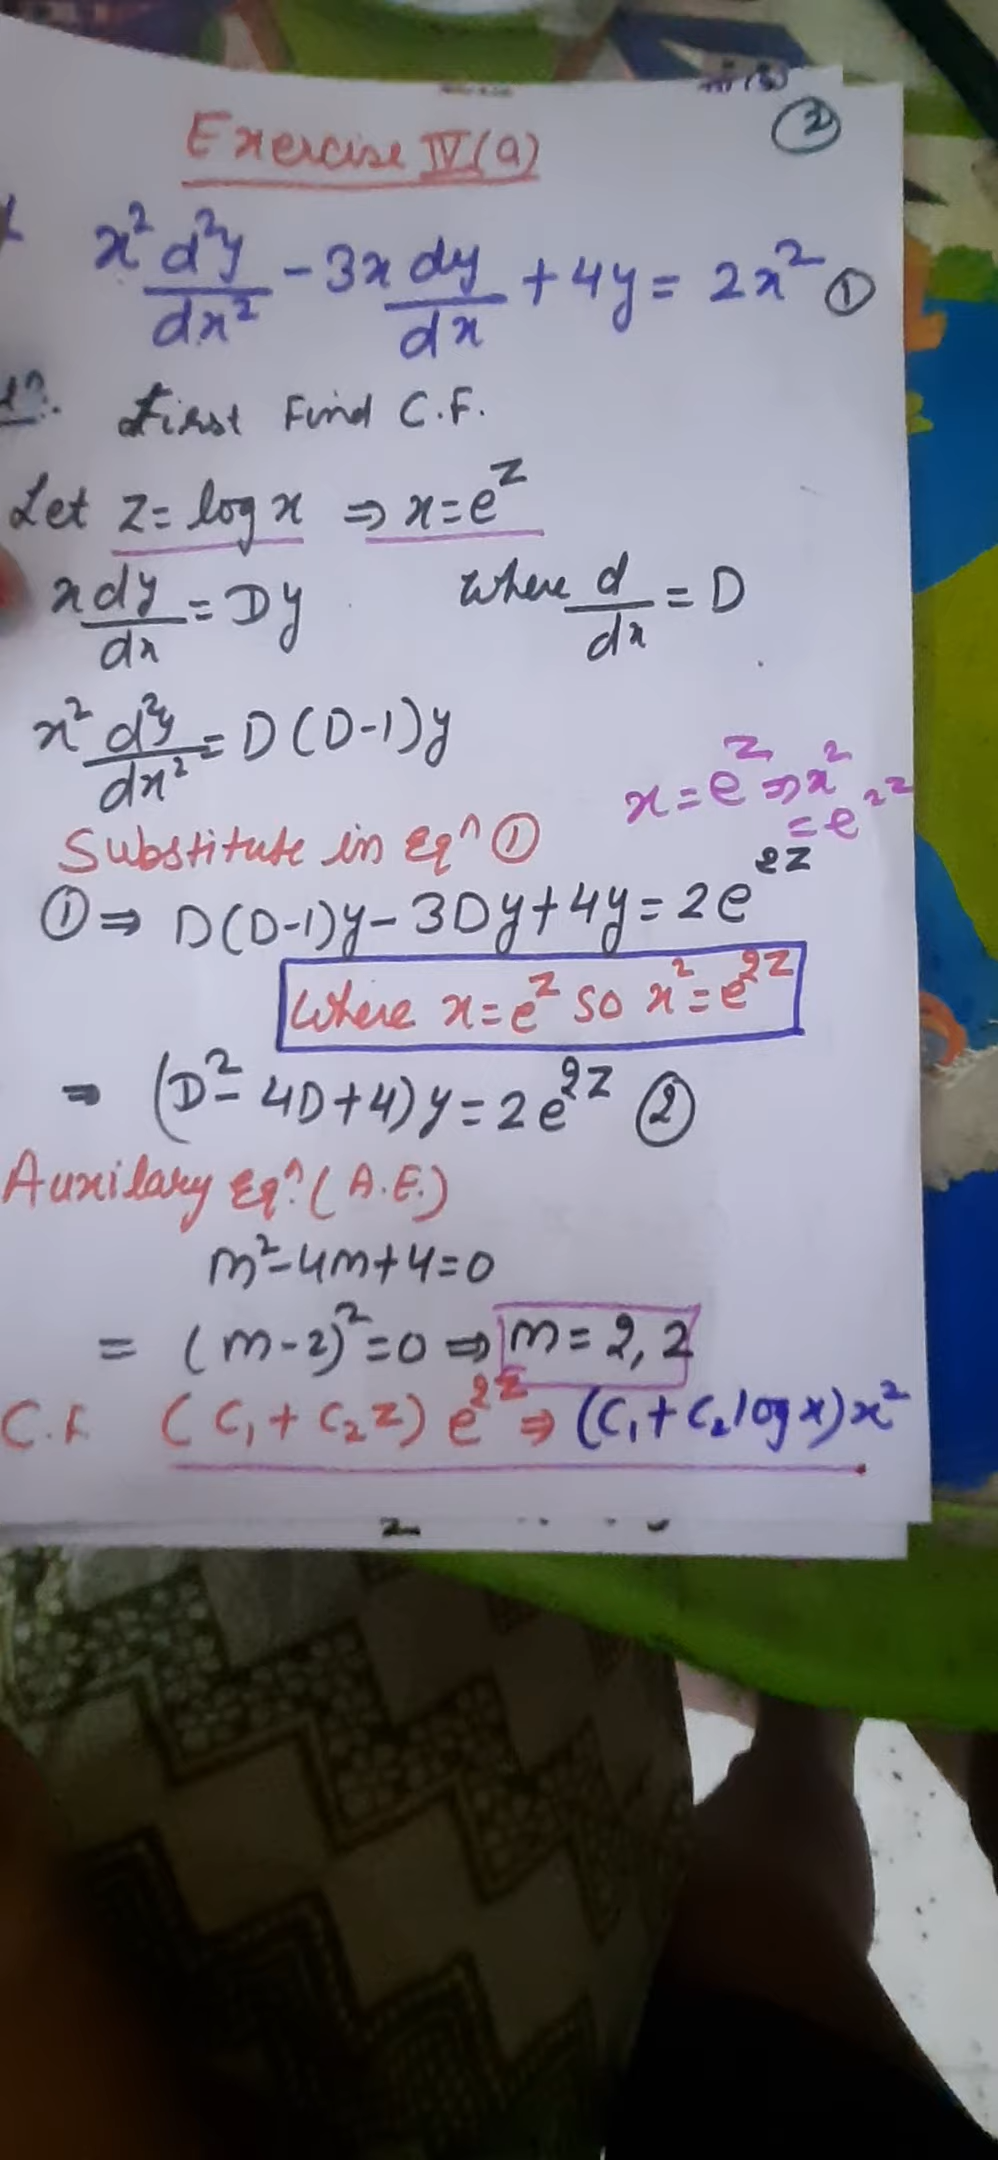 ②
Exercise IV(a)
x² d²y/dx² - 3x dy/dx + 4y = 2x² ①
First Find C.F.
Let z = log x ⇒ x = e^z
x dy/dx = Dy where d/dx = D
x² d²y/dx² = D(D-1)y
x = e^z ⇒ x²
= e^2z
Substitute in Eqⁿ ①
① ⇒ D(D-1)y - 3Dy + 4y = 2e^2z
Where x = e^z so x² = e^2z
⇒ (D² - 4D + 4)y = 2e^2z ②
Auxilary Eqⁿ. (A.E.)
m² - 4m + 4 = 0
= (m-2)² = 0 ⇒ m = 2, 2
C.F. (C₁ + C₂z) e^2z ⇒ (C₁ + C₂ log x) x²